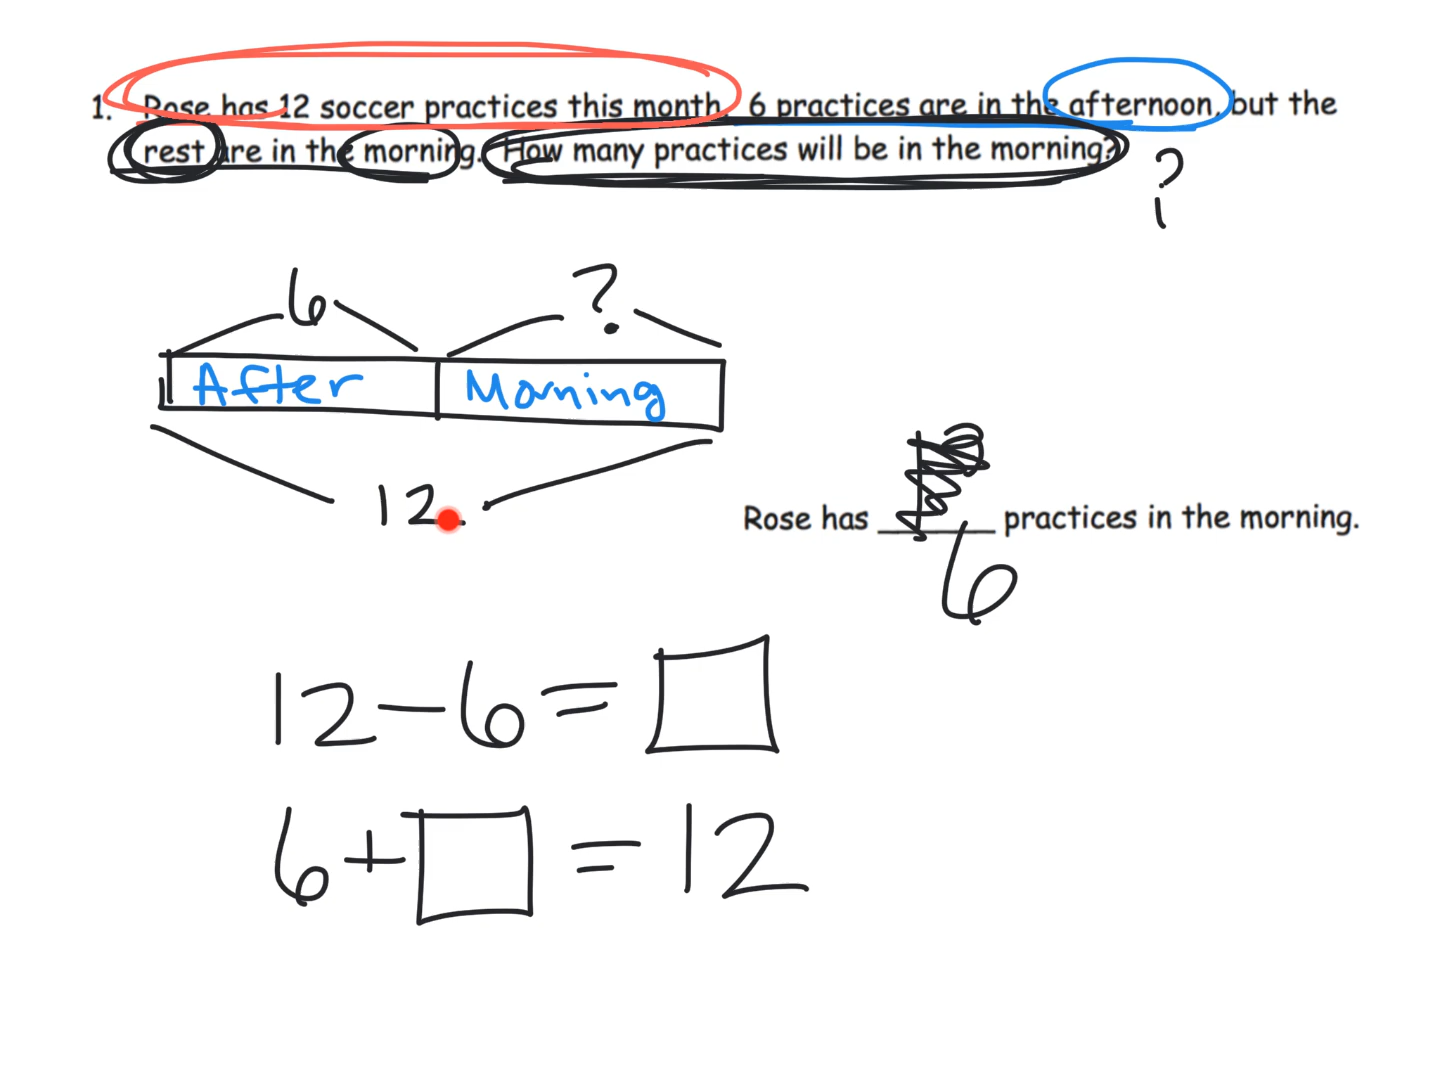 1. Rose has 12 soccer practices this month. 6 practices are in the afternoon, but the
rest are in the morning. How many practices will be in the morning?
?
6 ?
After Morning
12
Rose has ______ practices in the morning.
6
12 - 6 = □
6 + □ = 12